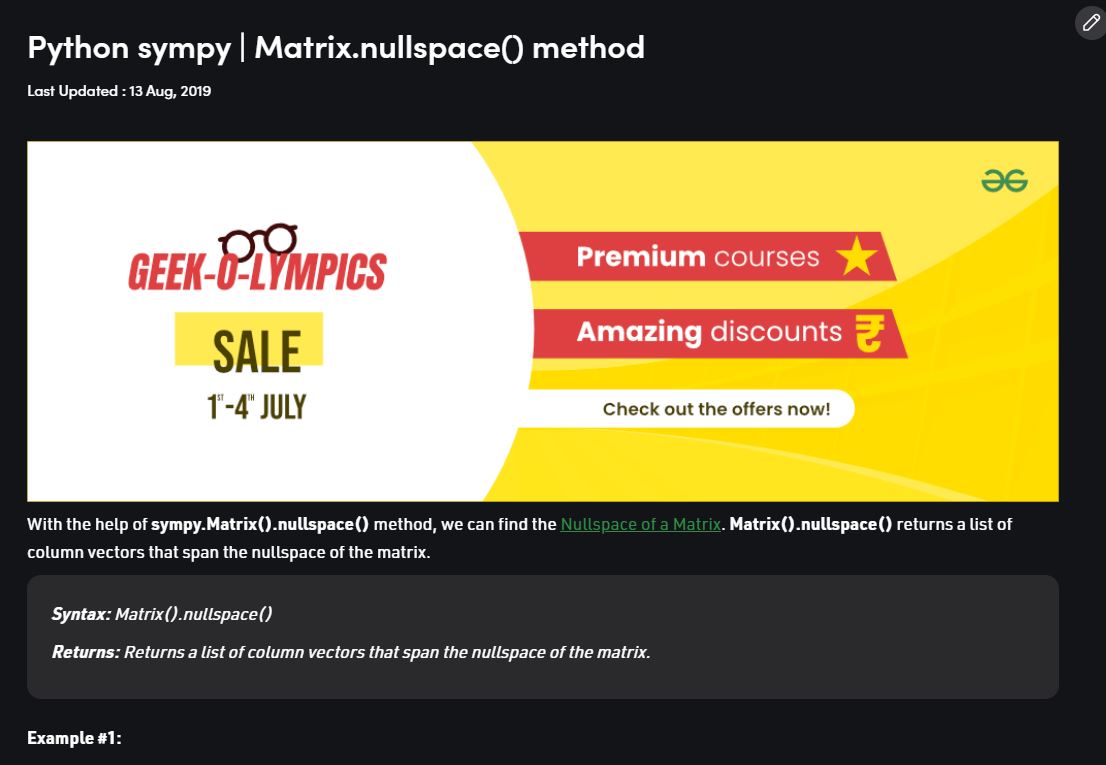 Python sympy | Matrix.nullspace() method
Last Updated : 13 Aug, 2019
GEEK-O-LYMPICS
SALE
1ST-4TH JULY
Premium courses
Amazing discounts ₹
Check out the offers now!
With the help of sympy.Matrix().nullspace() method, we can find the Nullspace of a Matrix. Matrix().nullspace() returns a list of
column vectors that span the nullspace of the matrix.
Syntax: Matrix().nullspace()
Returns: Returns a list of column vectors that span the nullspace of the matrix.
Example #1: